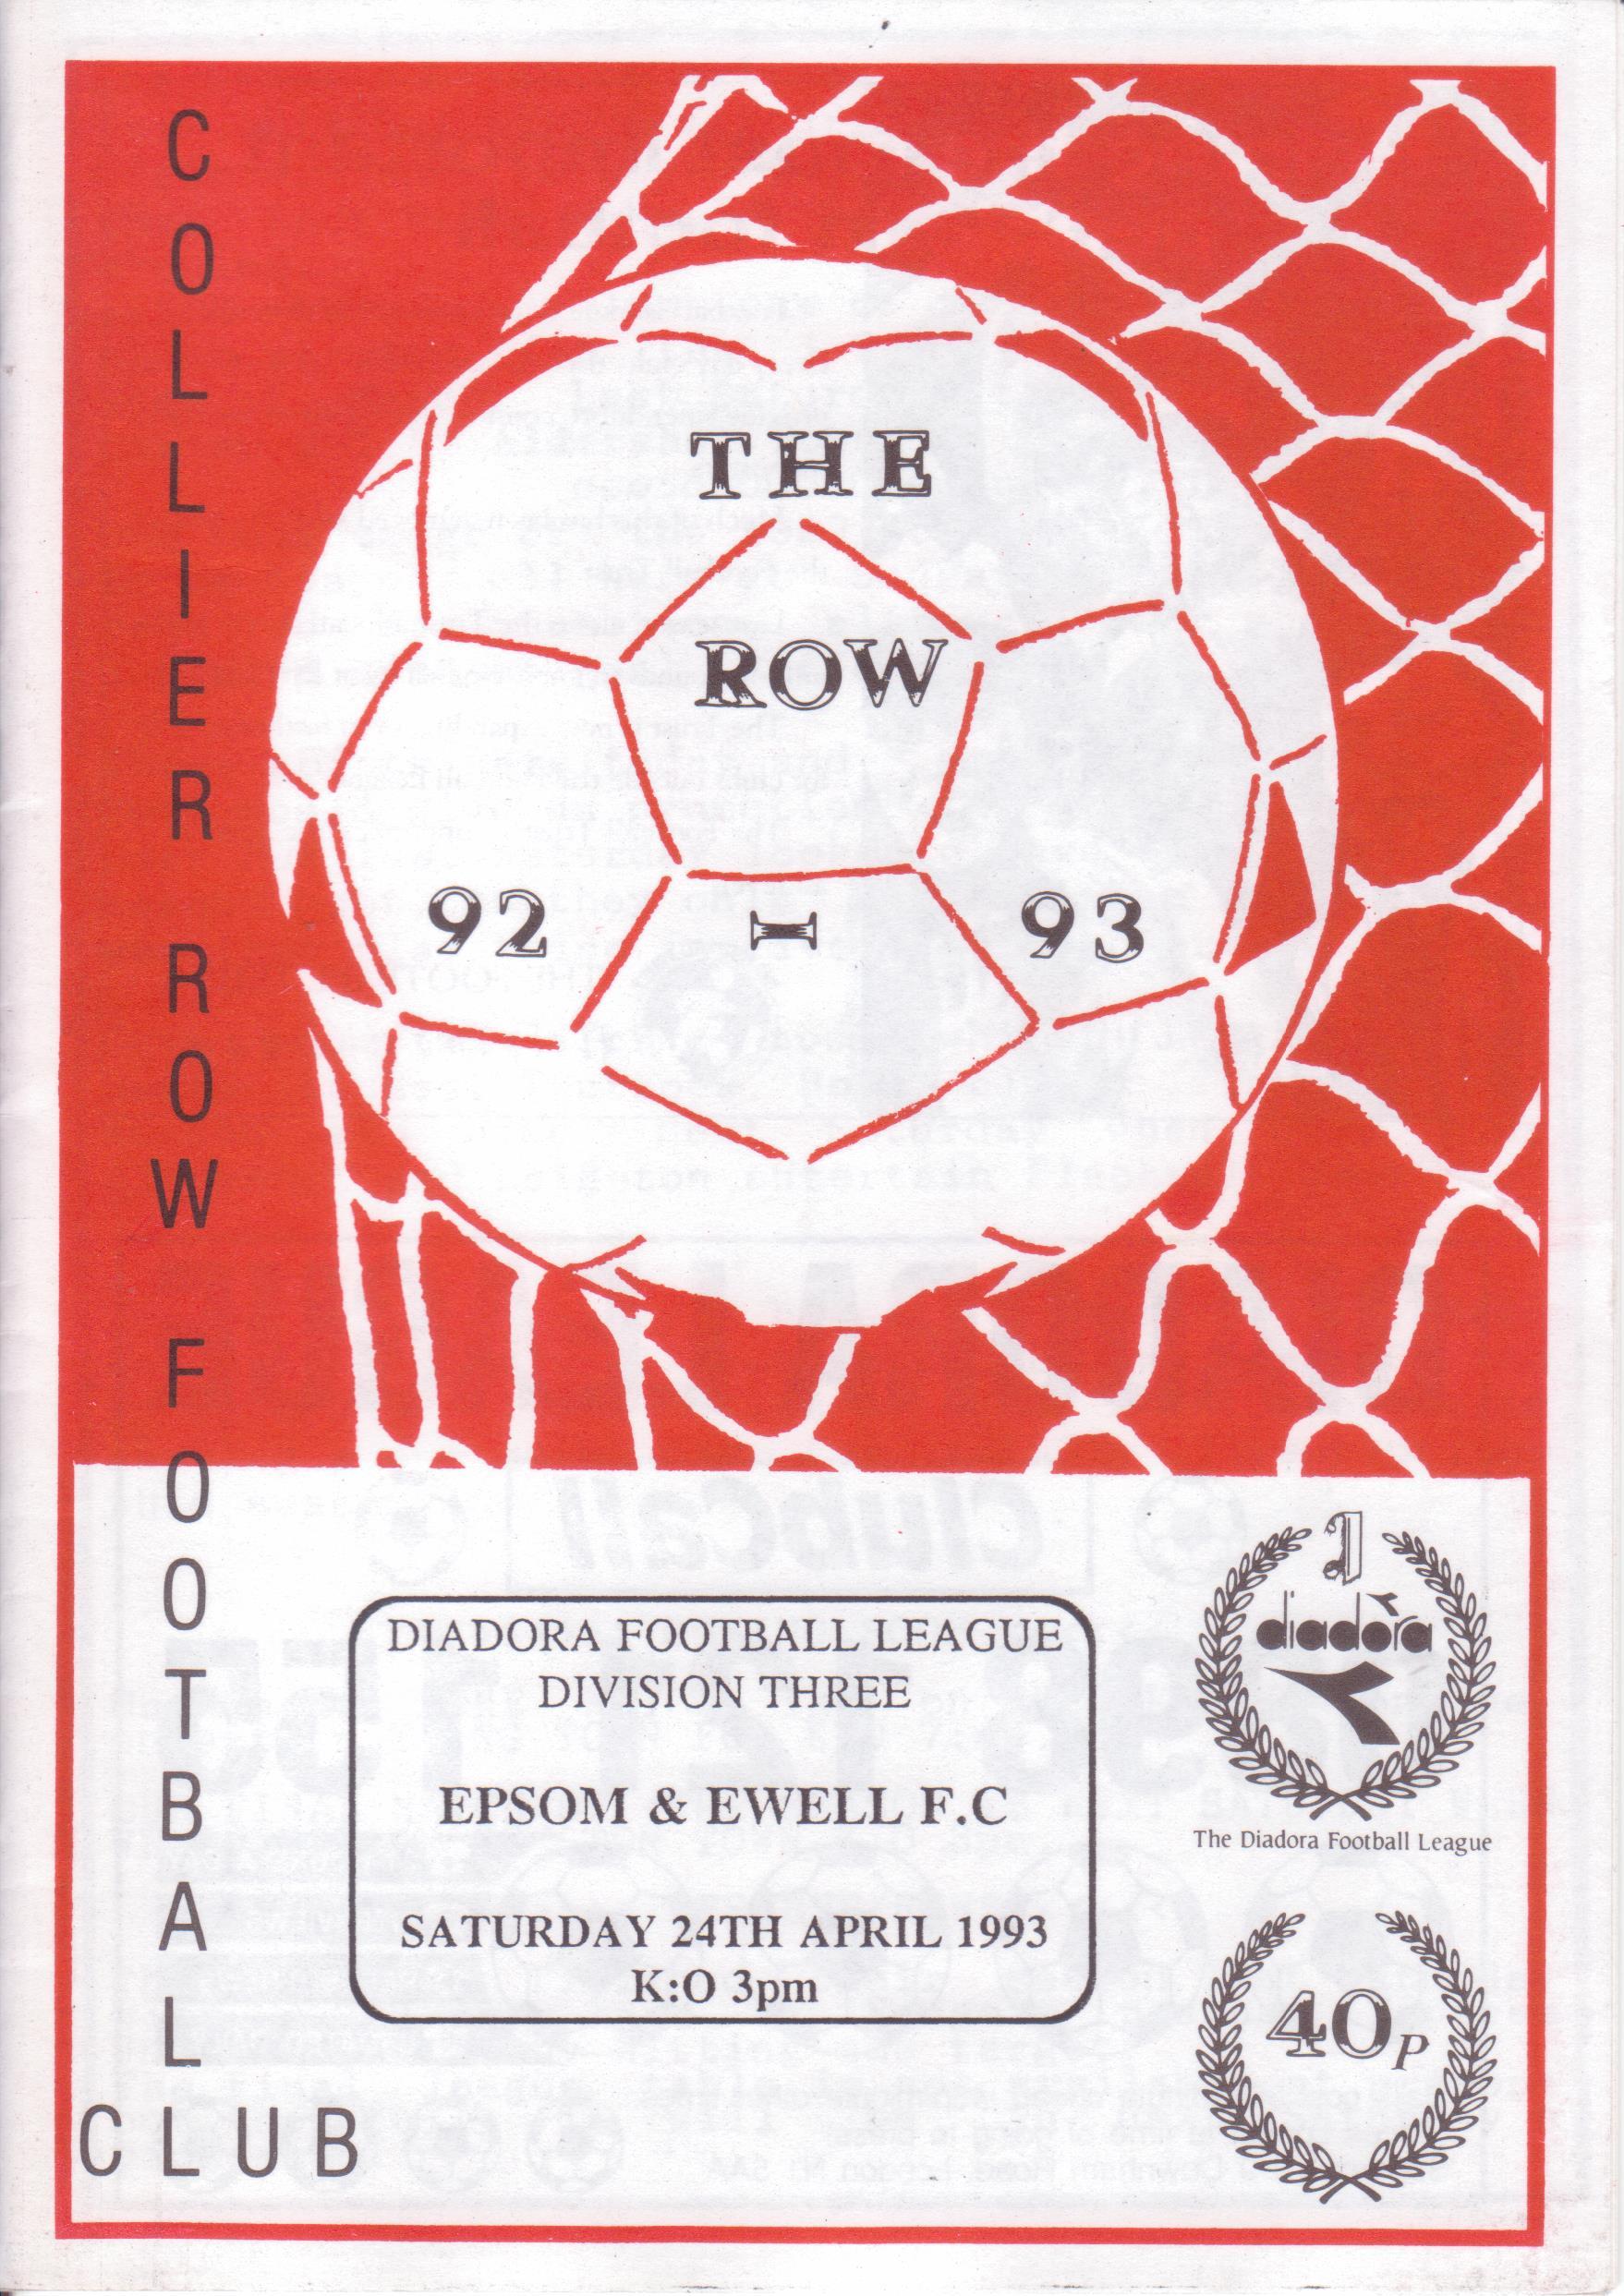 COLLIER ROW FOOTBALL
CLUB
THE
ROW
92 - 93
DIADORA FOOTBALL LEAGUE
DIVISION THREE
EPSOM & EWELL F.C
SATURDAY 24TH APRIL 1993
K:O 3pm
diadora
The Diadora Football League
40P